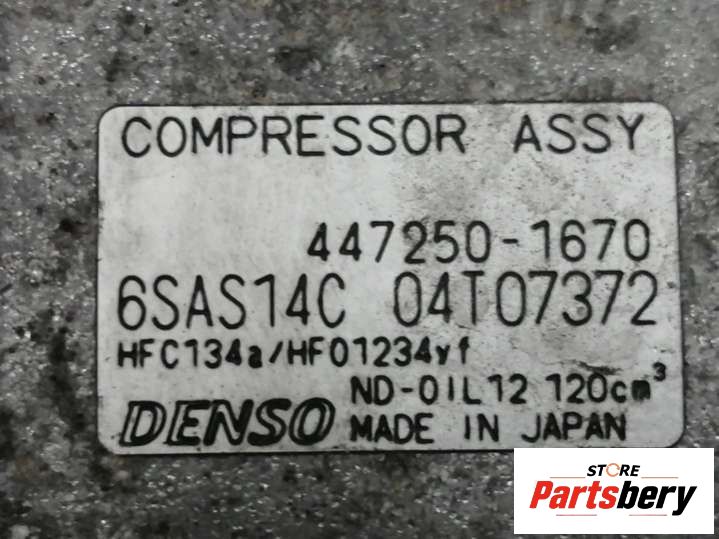 COMPRESSOR ASSY
447250-1670
6SAS14C 04T07372
HFC134a/HFO1234yf
ND-OIL12 120cm³
DENSO MADE IN JAPAN
STORE
Partsbery